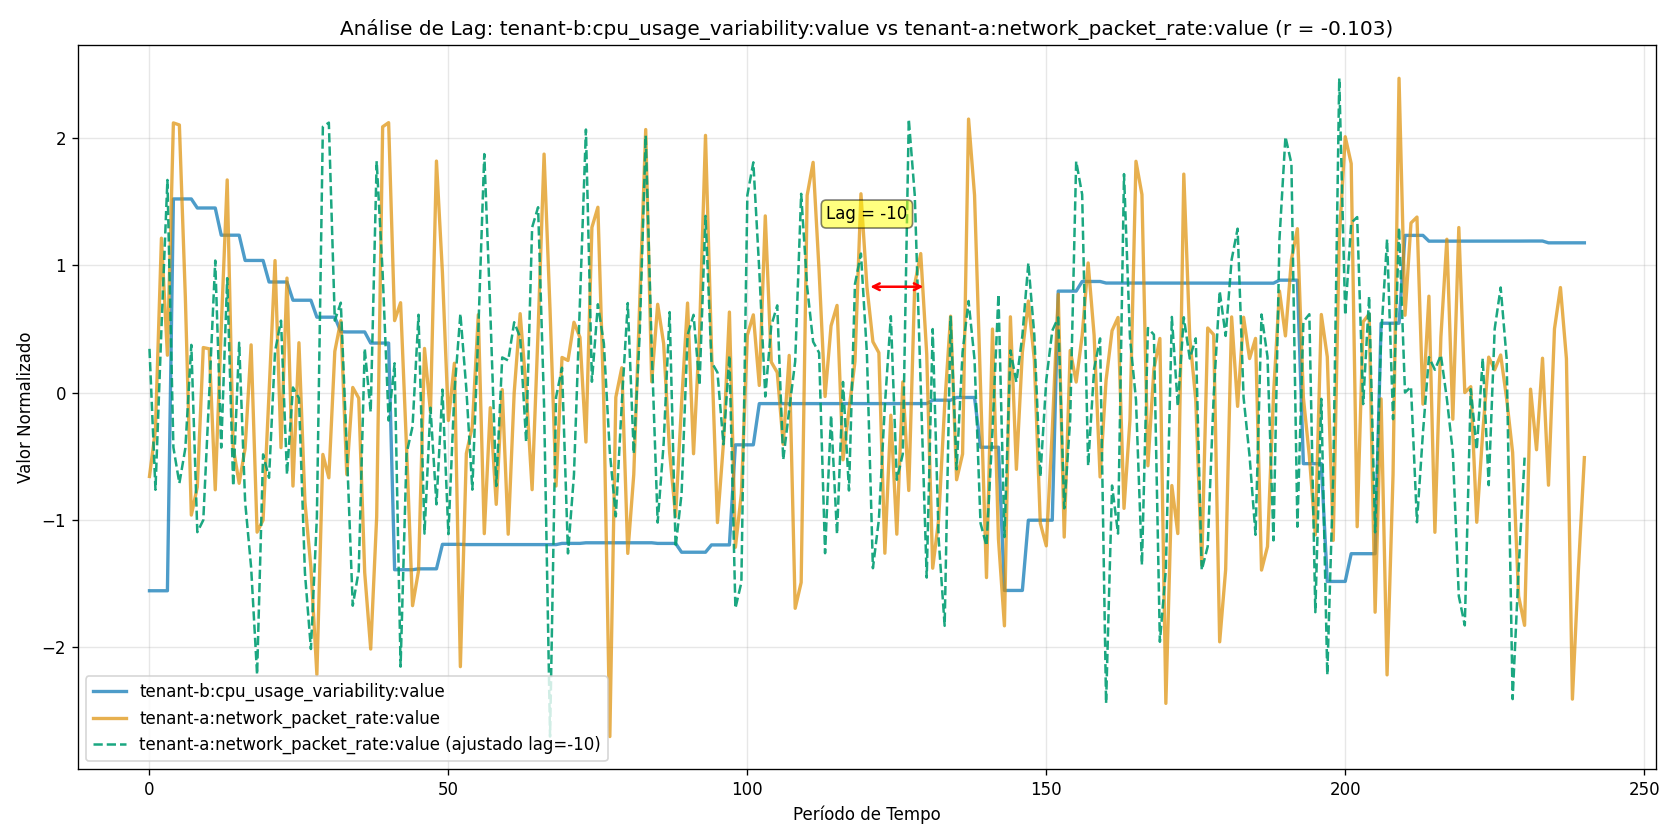 Análise de Lag: tenant-b:cpu_usage_variability:value vs tenant-a:network_packet_rate:value (r = -0.103)
Valor Normalizado
2
1
0
−1
−2
Lag = -10
tenant-b:cpu_usage_variability:value
tenant-a:network_packet_rate:value
tenant-a:network_packet_rate:value (ajustado lag=-10)
0
50
100
150
200
250
Período de Tempo